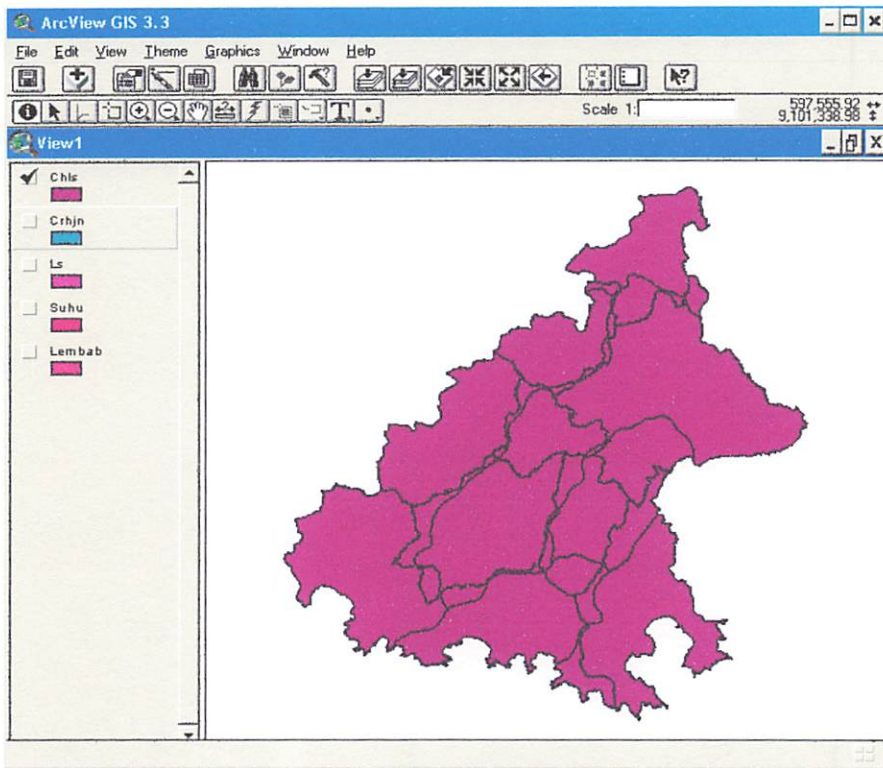 ArcView GIS 3.3
File Edit View Theme Graphics Window Help
Scale 1: 597,555.92
9,101,338.98
View1
Chls
Crhjn
Ls
Suhu
Lembab